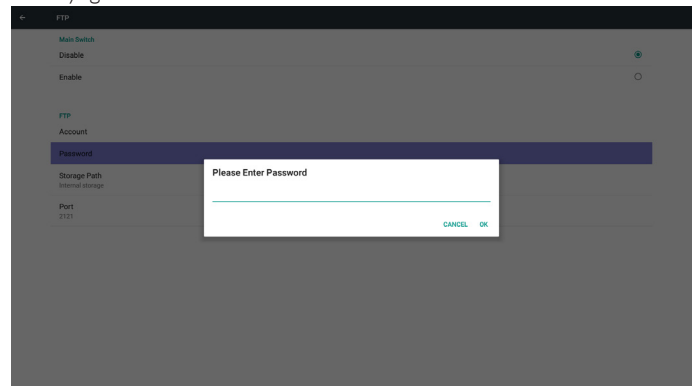 FTP
Main Switch
Disable
Enable
FTP
Account
Password
Storage Path
Internal storage
Port
2121
Please Enter Password
CANCEL OK